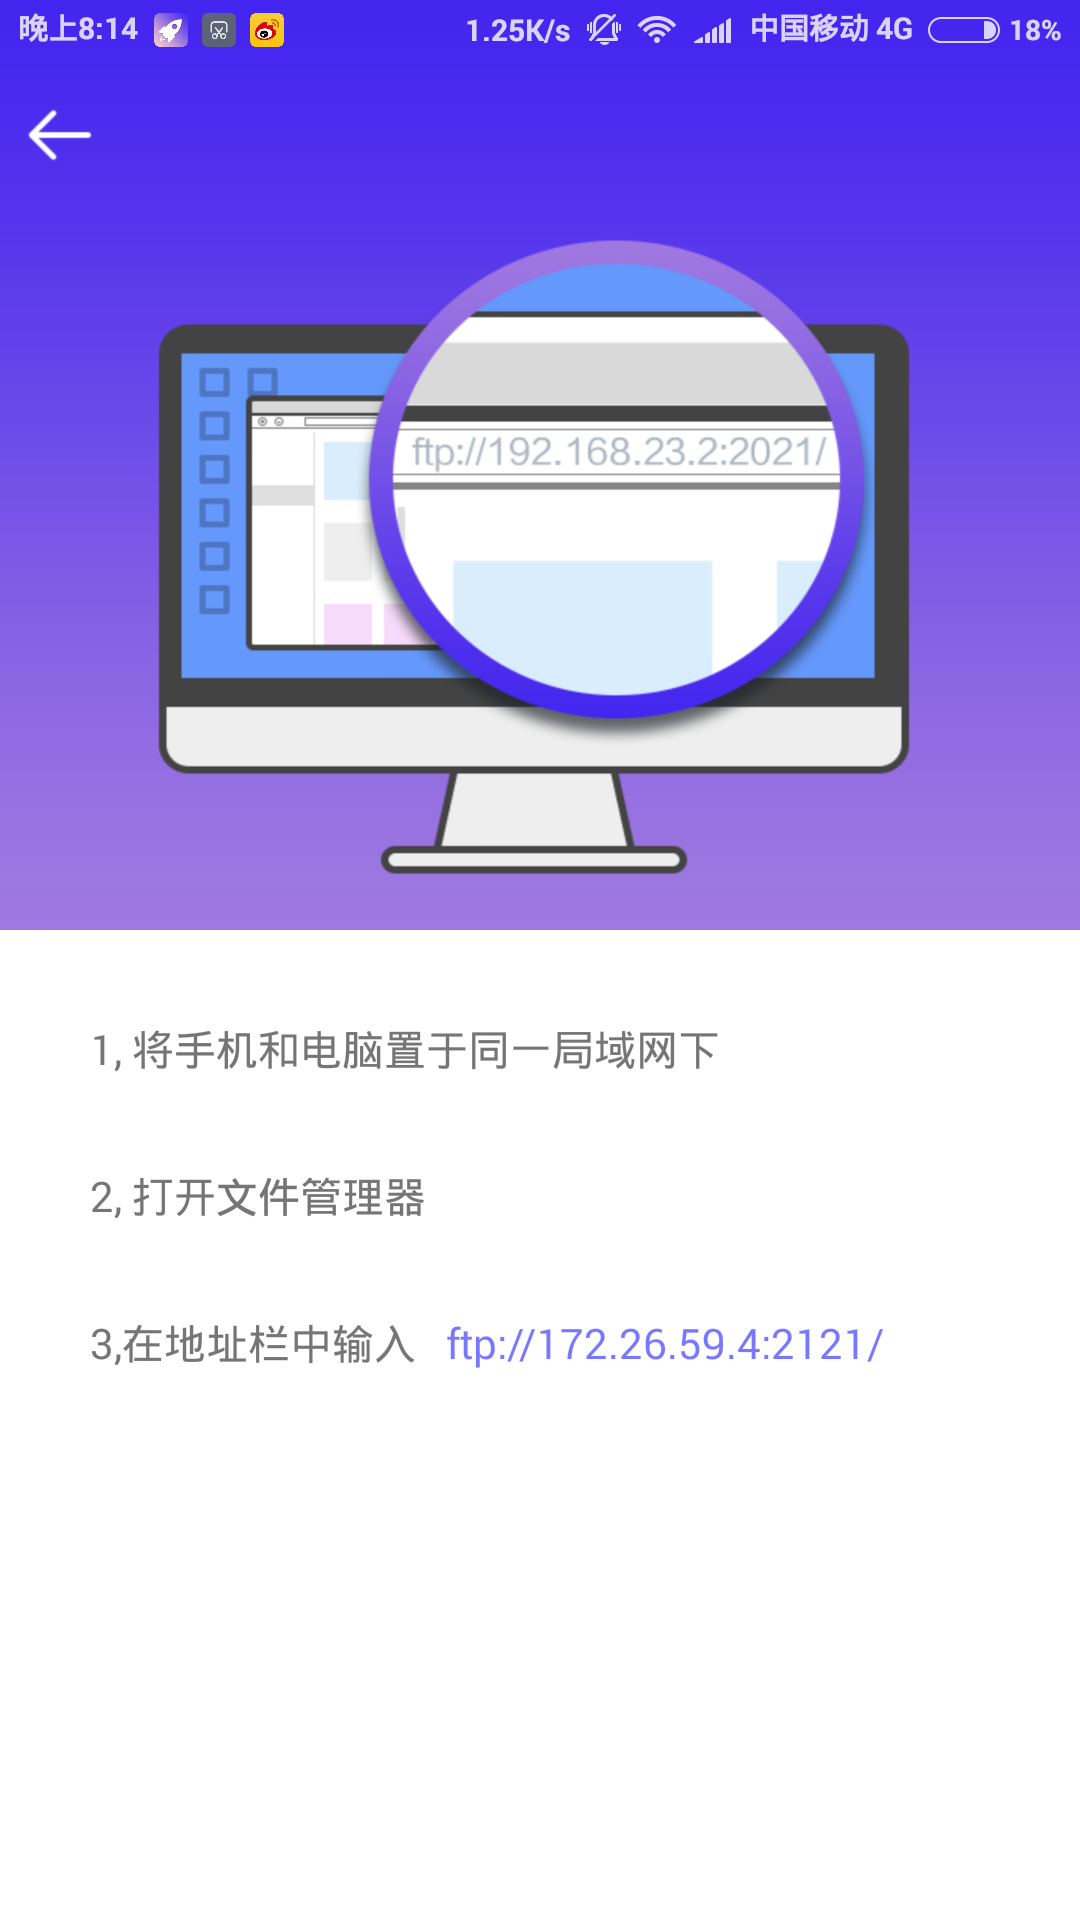 晚上8:14
1.25K/s 中国移动 4G 18%
ftp://192.168.23.2:2021/
1, 将手机和电脑置于同一局域网下
2, 打开文件管理器
3,在地址栏中输入 ftp://172.26.59.4:2121/